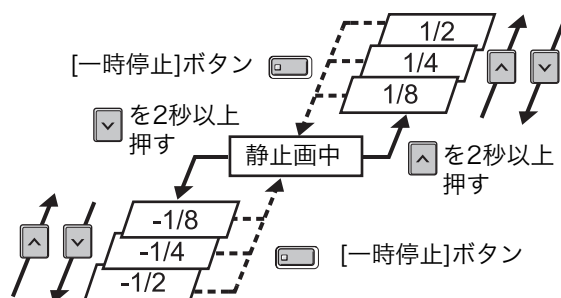 1/2
1/4
1/8
[一時停止]ボタン
を2秒以上
押す
静止画中
を2秒以上
押す
-1/8
-1/4
-1/2
[一時停止]ボタン